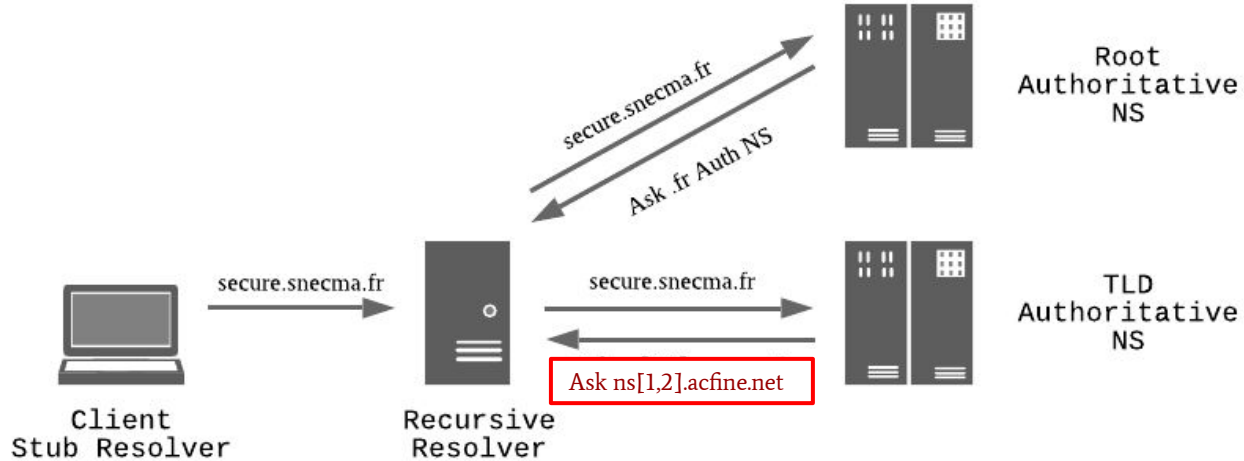 secure.snecma.fr
Ask .fr Auth NS
Root
Authoritative
NS
secure.snecma.fr
secure.snecma.fr
Ask ns[1,2].acfine.net
TLD
Authoritative
NS
Client
Stub Resolver
Recursive
Resolver